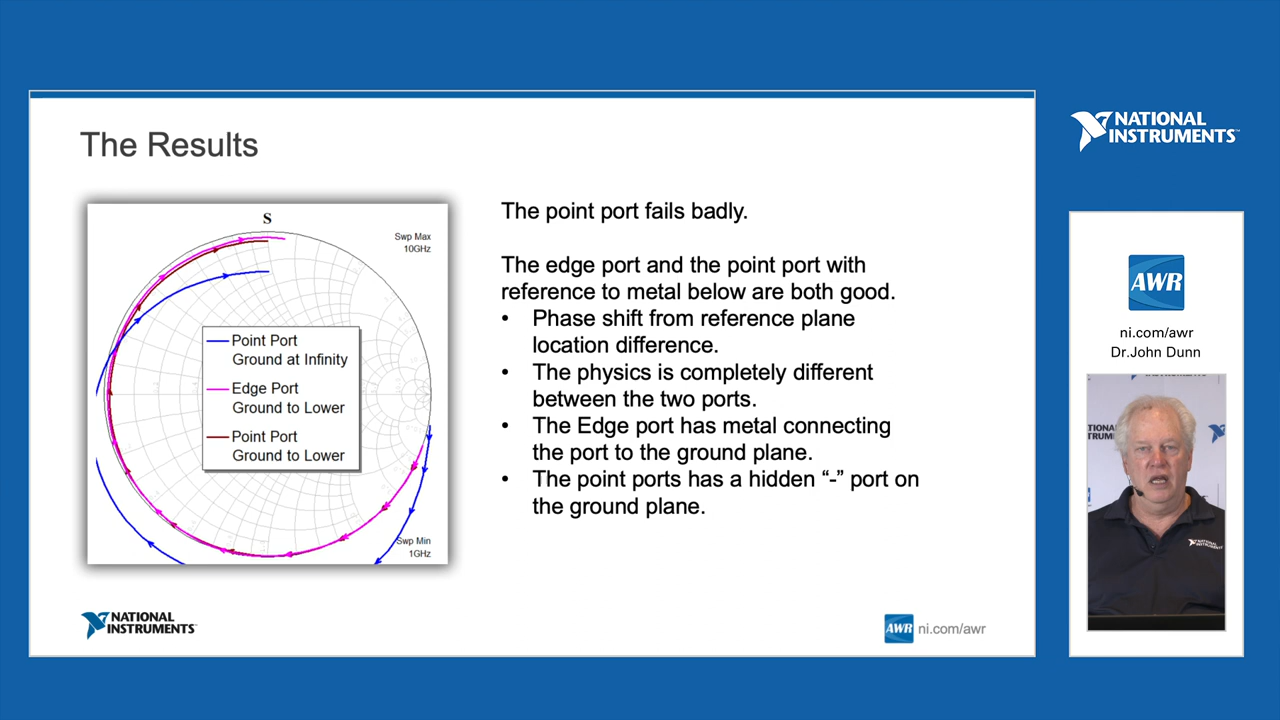 The Results
S
Swp Max
10GHz
Point Port
Ground at Infinity
Edge Port
Ground to Lower
Point Port
Ground to Lower
Swp Min
1GHz
The point port fails badly.
The edge port and the point port with
reference to metal below are both good.
• Phase shift from reference plane
location difference.
• The physics is completely different
between the two ports.
• The Edge port has metal connecting
the port to the ground plane.
• The point ports has a hidden “-” port on
the ground plane.
NATIONAL
INSTRUMENTS
AWR ni.com/awr
NATIONAL
INSTRUMENTS™
AWR
ni.com/awr
Dr.John Dunn
NATIONAL
INSTRUMENTS